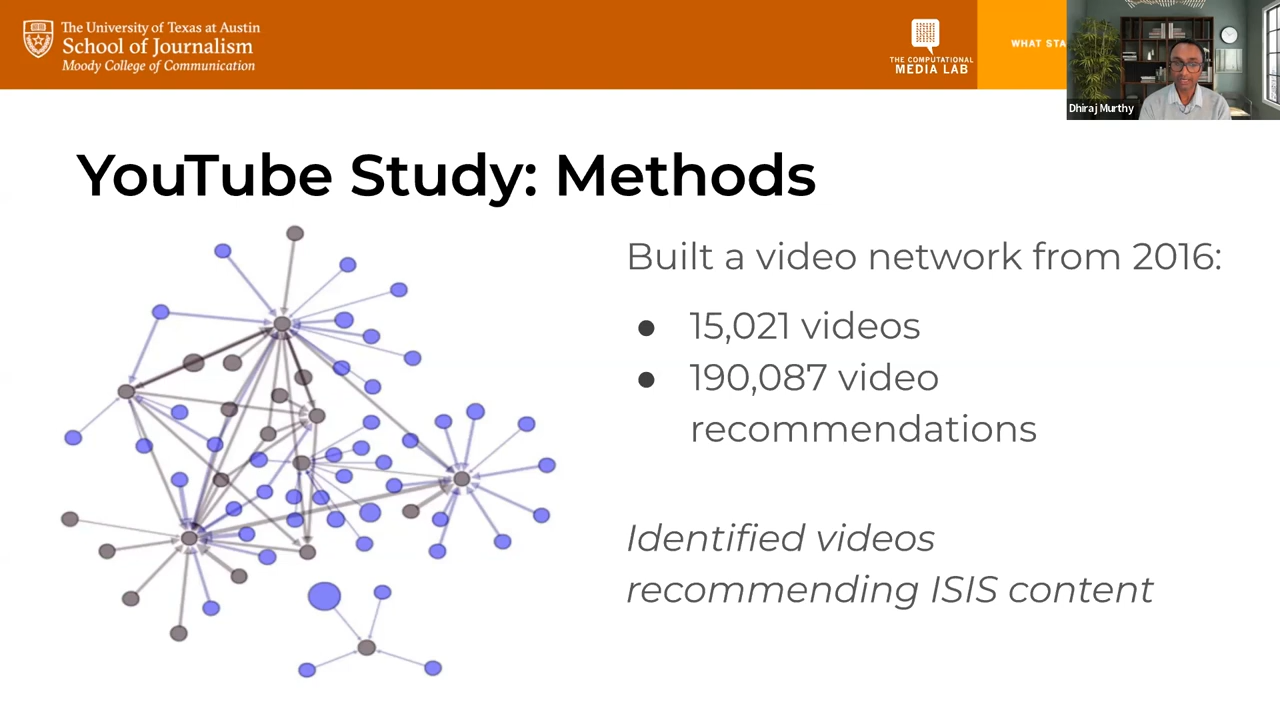 The University of Texas at Austin
School of Journalism
Moody College of Communication
THE COMPUTATIONAL
MEDIA LAB
WHAT STA
Dhiraj Murthy
YouTube Study: Methods
Built a video network from 2016:
● 15,021 videos
● 190,087 video
recommendations
Identified videos
recommending ISIS content